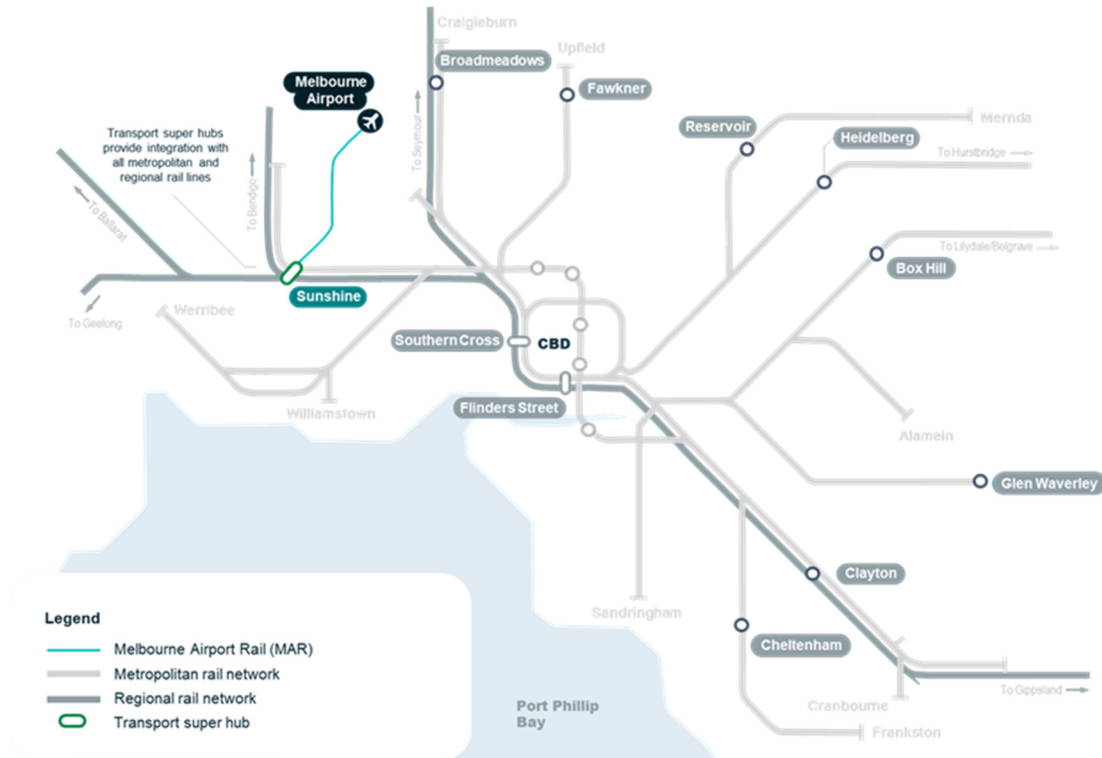 Craigieburn
Upfield
Broadmeadows
Melbourne
Airport
Fawkner
Mernda
Reservoir
Heidelberg
Transport super hubs
provide integration with
all metropolitan and
regional rail lines
To Seymour
To Hurstbridge
To Bendigo
To Ballarat
To Lilydale/Belgrave
Box Hill
Sunshine
Werribee
To Geelong
Southern Cross
CBD
Flinders Street
Williamstown
Alamein
Glen Waverley
Clayton
Sandringham
Cheltenham
Legend
Melbourne Airport Rail (MAR)
Metropolitan rail network
Regional rail network
Transport super hub
To Gippsland
Cranbourne
Port Phillip
Bay
Frankston